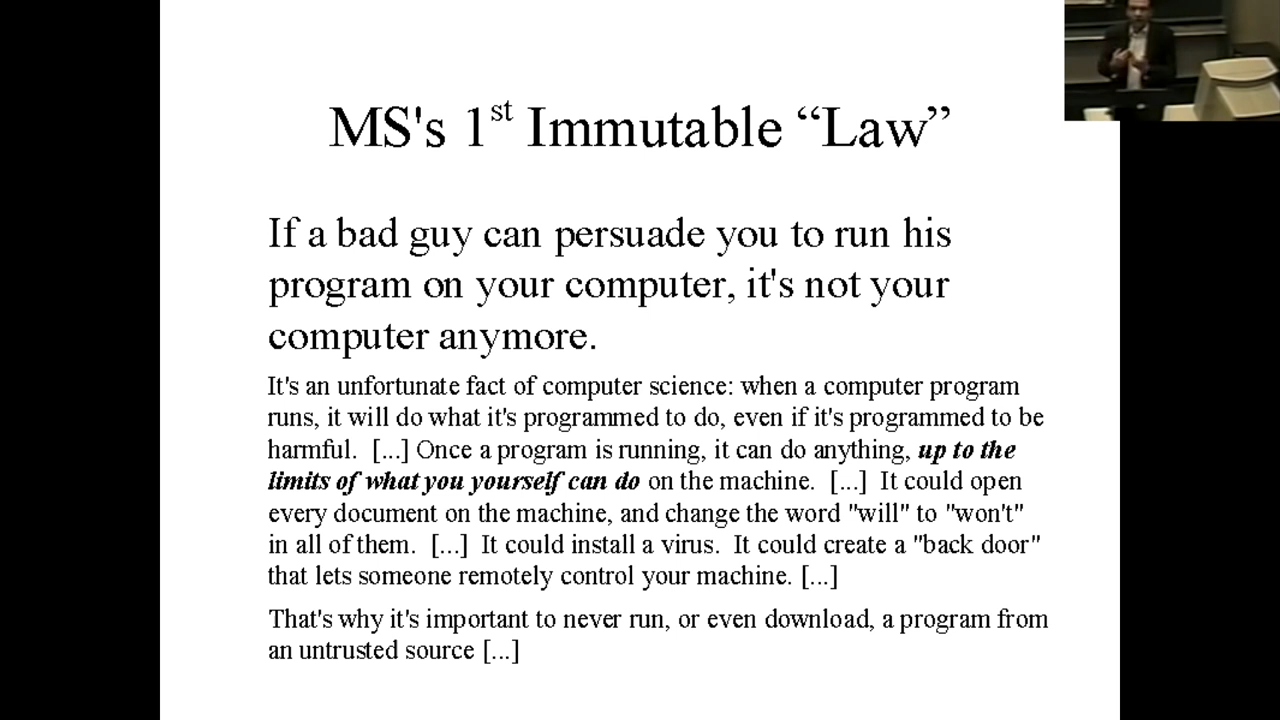 MS's 1st Immutable “Law”
If a bad guy can persuade you to run his
program on your computer, it's not your
computer anymore.
It's an unfortunate fact of computer science: when a computer program
runs, it will do what it's programmed to do, even if it's programmed to be
harmful. [...] Once a program is running, it can do anything, up to the
limits of what you yourself can do on the machine. [...] It could open
every document on the machine, and change the word "will" to "won't"
in all of them. [...] It could install a virus. It could create a "back door"
that lets someone remotely control your machine. [...]
That's why it's important to never run, or even download, a program from
an untrusted source [...]